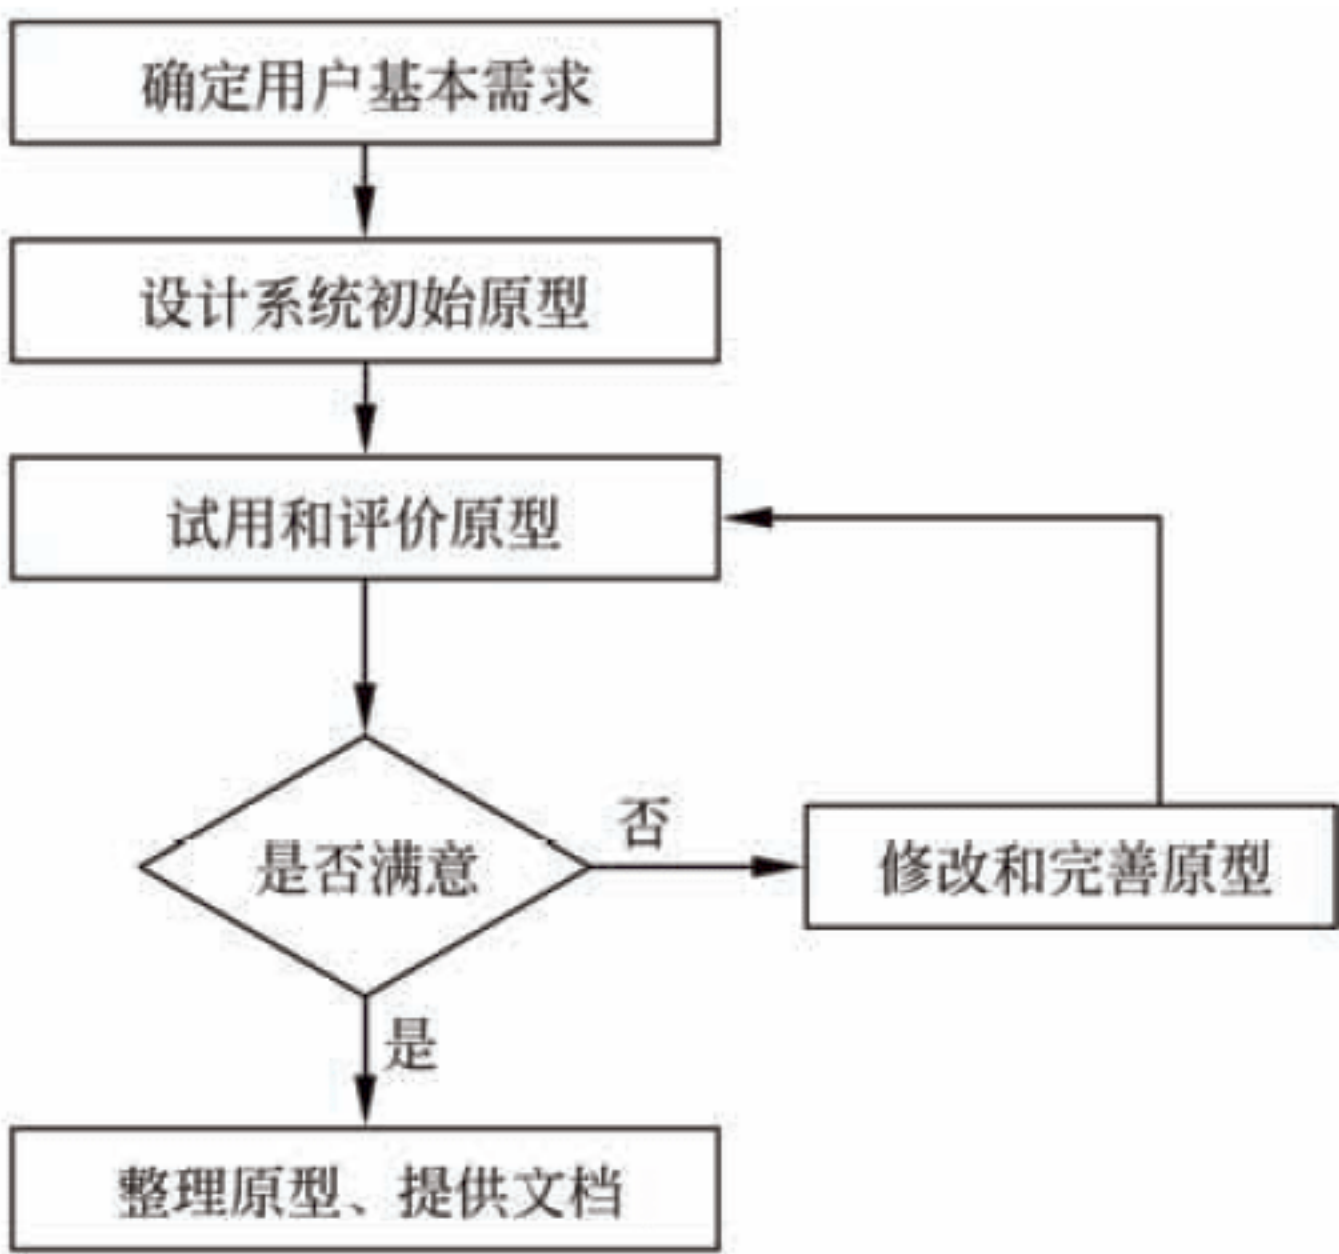 确定用户基本需求
设计系统初始原型
试用和评价原型
是否满意
否
修改和完善原型
是
整理原型、提供文档